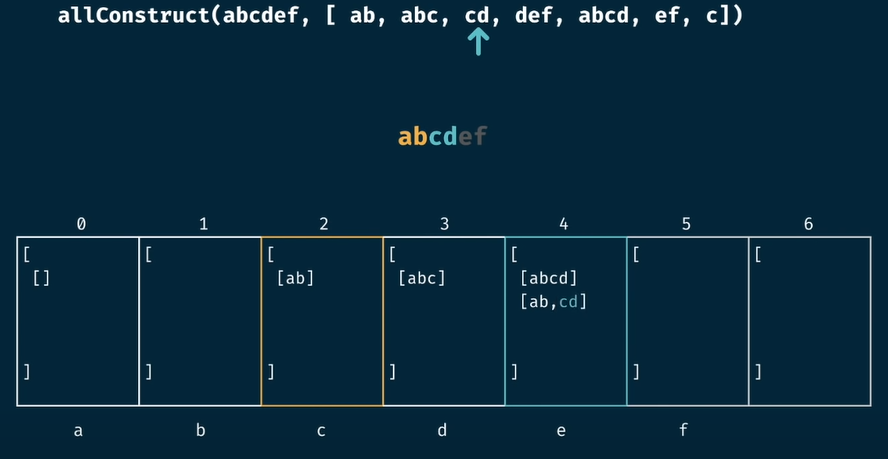 allConstruct(abcdef, [ ab, abc, cd, def, abcd, ef, c])
abcdef
0 1 2 3 4 5 6
[ [ [ [ [ [ [
[] [ab] [abc] [abcd]
[ab,cd]
] ] ] ] ] ] ]
a b c d e f